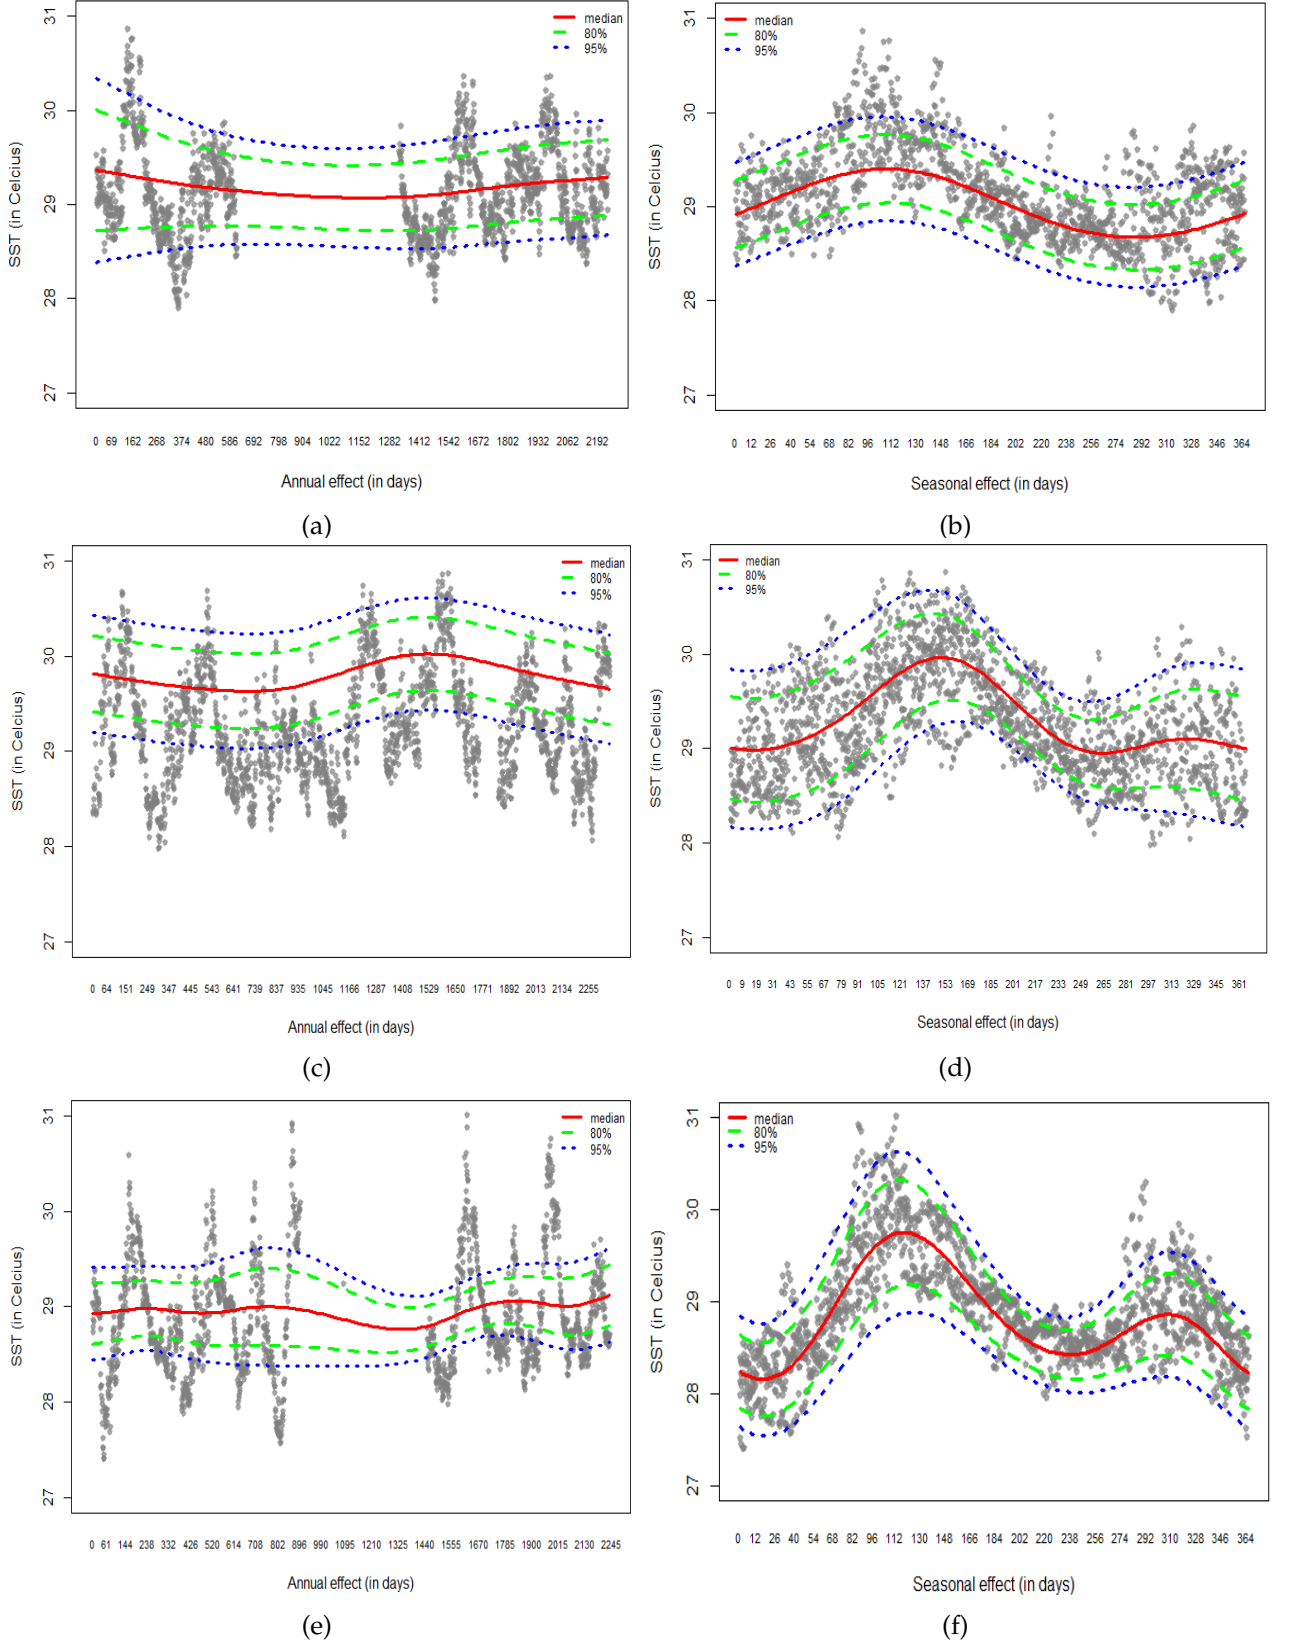 31
30
29
28
27
SST (in Celcius)
median
80%
95%
0 69 162 268 374 480 586 692 798 904 1022 1152 1282 1412 1542 1672 1802 1932 2062 2192
Annual effect (in days)
(a)
31
30
29
28
27
SST (in Celcius)
median
80%
95%
0 12 26 40 54 68 82 96 112 130 148 166 184 202 220 238 256 274 292 310 328 346 364
Seasonal effect (in days)
(b)
31
30
29
28
27
SST (in Celcius)
median
80%
95%
0 64 151 249 347 445 543 641 739 837 935 1045 1166 1287 1408 1529 1650 1771 1892 2013 2134 2255
Annual effect (in days)
(c)
31
30
29
28
27
SST (in Celcius)
median
80%
95%
0 9 19 31 43 55 67 79 91 105 121 137 153 169 185 201 217 233 249 265 281 297 313 329 345 361
Seasonal effect (in days)
(d)
31
30
29
28
27
SST (in Celcius)
median
80%
95%
0 61 144 238 332 426 520 614 708 802 896 990 1095 1210 1325 1440 1555 1670 1785 1900 2015 2130 2245
Annual effect (in days)
(e)
31
30
29
28
27
SST (in Celcius)
median
80%
95%
0 12 26 40 54 68 82 96 112 130 148 166 184 202 220 238 256 274 292 310 328 346 364
Seasonal effect (in days)
(f)